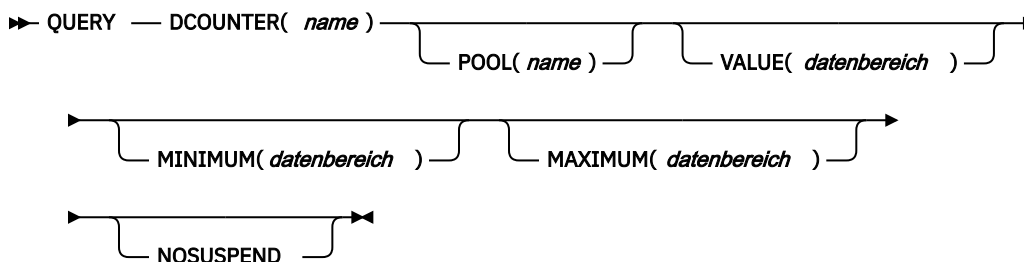 QUERY DCOUNTER( name )
POOL( name ) VALUE( datenbereich )
MINIMUM( datenbereich ) MAXIMUM( datenbereich )
NOSUSPEND